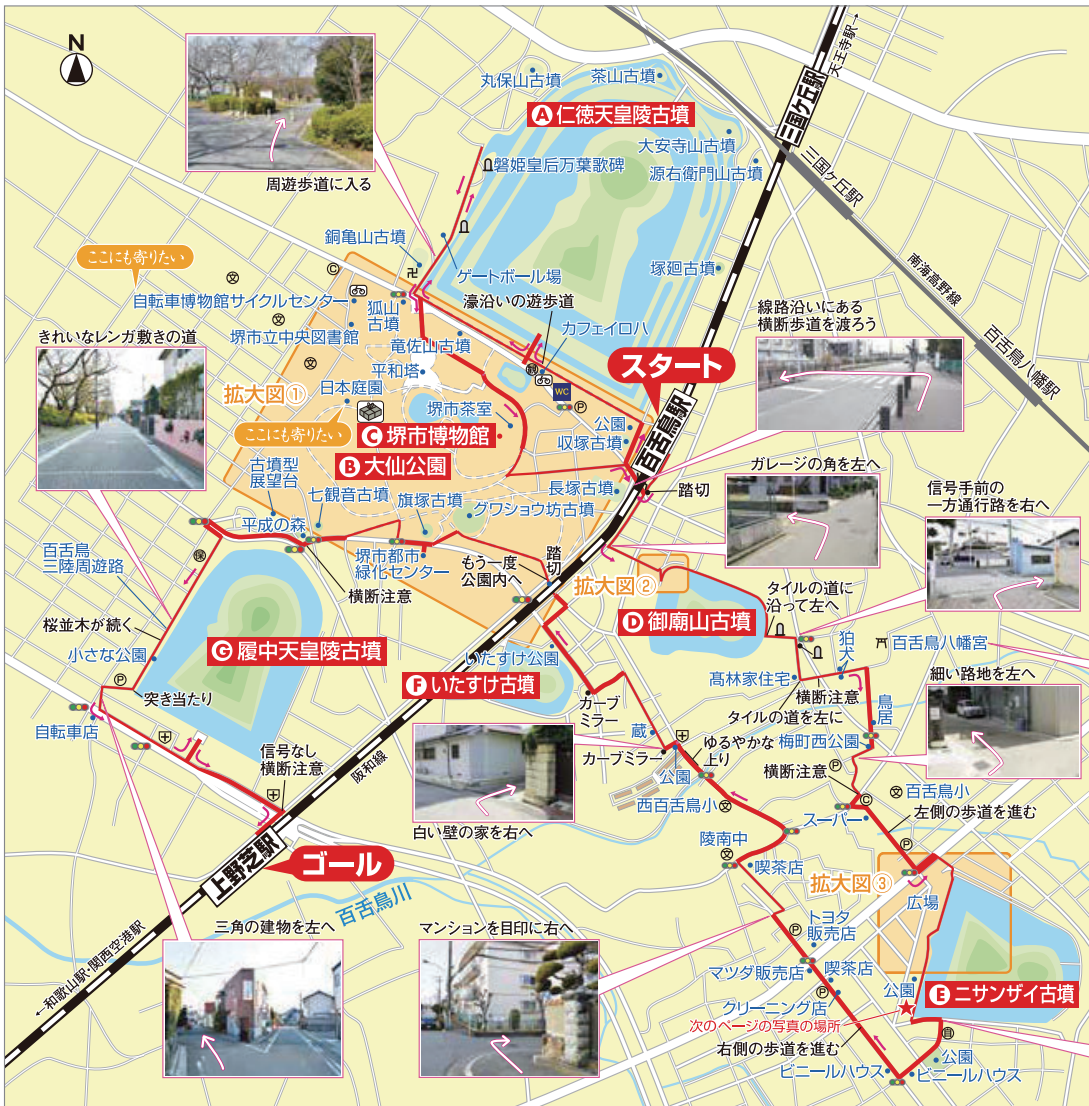 N
周遊歩道に入る
丸保山古墳
茶山古墳
A 仁徳天皇陵古墳
大安寺山古墳
源右衛門山古墳
磐姫皇后万葉歌碑
三国ケ丘駅
天王寺駅→
三国ヶ丘駅
南海高野線
百舌鳥八幡駅
銅亀山古墳
ゲートボール場
塚廻古墳
ここにも寄りたい
自転車博物館サイクルセンター
狐山
古墳
濠沿いの遊歩道
カフェイロハ
堺市立中央図書館
竜佐山古墳
線路沿いにある
横断歩道を渡ろう
きれいなレンガ敷きの道
拡大図①
平和塔
日本庭園
WC
スタート
百舌鳥駅
堺市茶室
公園
収塚古墳
ここにも寄りたい
C 堺市博物館
B 大仙公園
古墳型
展望台
七観音古墳
旗塚古墳
グワショウ坊古墳
長塚古墳
踏切
ガレージの角を左へ
信号手前の
一方通行路を右へ
平成の森
横断注意
堺市都市
緑化センター
もう一度
公園内へ
踏切
拡大図②
百舌鳥
三陵周遊路
桜並木が続く
小さな公園
G 履中天皇陵古墳
D 御廟山古墳
タイルの道に
沿って左へ
狛犬
百舌鳥八幡宮
いたすけ公園
F いたすけ古墳
髙林家住宅
横断注意
タイルの道を左に
細い路地を左へ
鳥居
梅町西公園
突き当たり
自転車店
カーブ
ミラー
蔵
カーブミラー
公園
ゆるやかな
上り
横断注意
信号なし
横断注意
阪和線
白い壁の家を右へ
西百舌鳥小
百舌鳥小
スーパー
左側の歩道を進む
上野芝駅
ゴール
百舌鳥川
陵南中
喫茶店
拡大図③
広場
←和歌山駅・関西空港駅
三角の建物を左へ
マンションを目印に右へ
トヨタ
販売店
マツダ販売店
喫茶店
クリーニング店
公園
E ニサンザイ古墳
次のページの写真の場所
右側の歩道を進む
公園
ビニールハウス
ビニールハウス